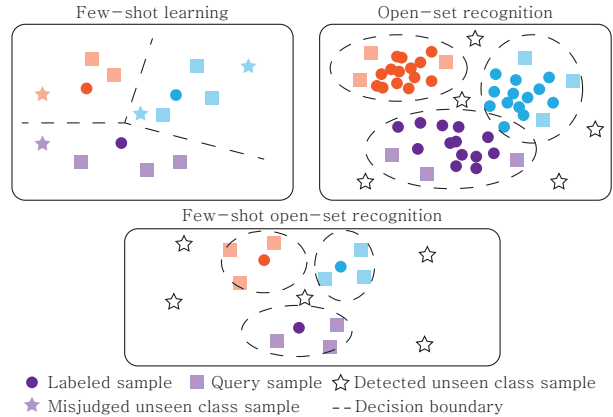 Few-shot learning
Open-set recognition
Few-shot open-set recognition
Labeled sample
Query sample
Detected unseen class sample
Misjudged unseen class sample
Decision boundary